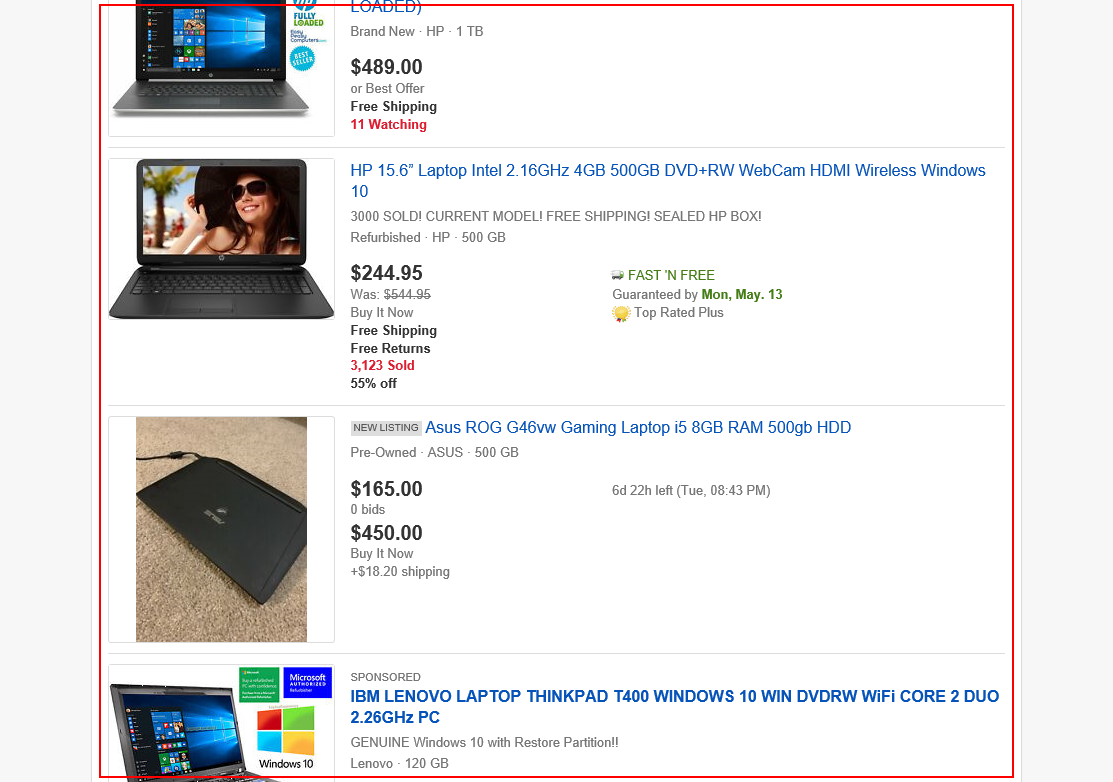 LOADED)
FULLY
LOADED
Easy
Peasy
Computers.com
BEST
SELLER
Brand New · HP · 1 TB
$489.00
or Best Offer
Free Shipping
11 Watching
HP 15.6” Laptop Intel 2.16GHz 4GB 500GB DVD+RW WebCam HDMI Wireless Windows
10
3000 SOLD! CURRENT MODEL! FREE SHIPPING! SEALED HP BOX!
Refurbished · HP · 500 GB
$244.95
Was: $544.95
Buy It Now
Free Shipping
Free Returns
3,123 Sold
55% off
FAST 'N FREE
Guaranteed by Mon, May. 13
Top Rated Plus
NEW LISTING Asus ROG G46vw Gaming Laptop i5 8GB RAM 500gb HDD
Pre-Owned · ASUS · 500 GB
$165.00
0 bids
$450.00
Buy It Now
+$18.20 shipping
6d 22h left (Tue, 08:43 PM)
Microsoft
AUTHORIZED
Refurbisher
Windows 10
SPONSORED
IBM LENOVO LAPTOP THINKPAD T400 WINDOWS 10 WIN DVDRW WiFi CORE 2 DUO
2.26GHz PC
GENUINE Windows 10 with Restore Partition!!
Lenovo · 120 GB